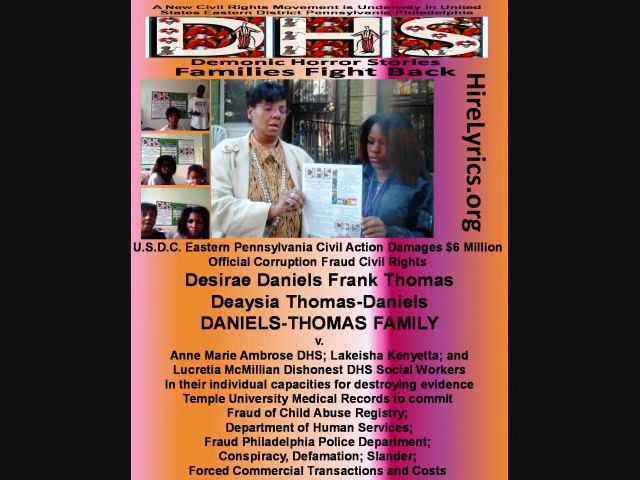 A New Civil Rights Movement is Underway in United
States Eastern District Pennsylvania Philadelphia
DHS
Demonic Horror Stories
Families Fight Back
HireLyrics.org
DHS
U.S.D.C. Eastern Pennsylvania Civil Action Damages $6 Million
Official Corruption Fraud Civil Rights
Desirae Daniels Frank Thomas
Deaysia Thomas-Daniels
DANIELS-THOMAS FAMILY
v.
Anne Marie Ambrose DHS; Lakeisha Kenyetta; and
Lucretia McMillian Dishonest DHS Social Workers
In their individual capacities for destroying evidence
Temple University Medical Records to commit
Fraud of Child Abuse Registry;
Department of Human Services;
Fraud Philadelphia Police Department;
Conspiracy, Defamation; Slander;
Forced Commercial Transactions and Costs